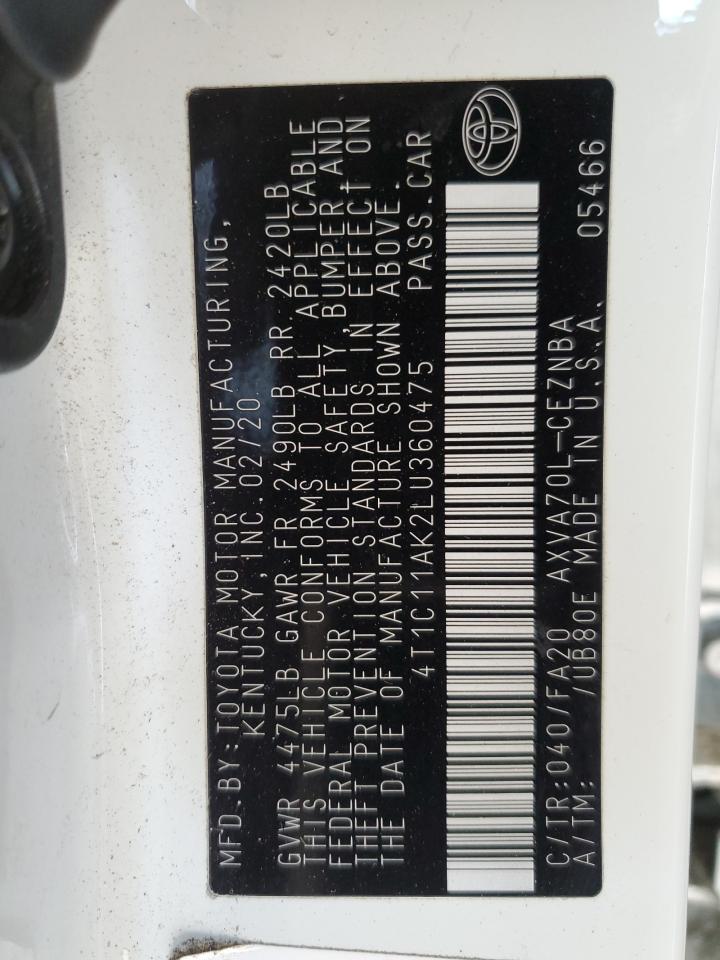 MFD.BY:TOYOTA MOTOR MANUFACTURING,
KENTUCKY, INC.02/20
GVWR 4475LB GAWR FR 2490LB RR 2420LB
THIS VEHICLE CONFORMS TO ALL APPLICABLE
FEDERAL MOTOR VEHICLE SAFETY, BUMPER, AND
THEFT PREVENTION STANDARDS IN EFFECT ON
THE DATE OF MANUFACTURE SHOWN ABOVE.
4T1C11AK2LU360475 PASS.CAR
C/TR:040/FA20 AXVA70L-CEZNBA
A/TM: /UB80E MADE IN U.S.A. 05466